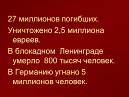 27 миллионов погибших.
Уничтожено 2,5 миллиона
евреев.
В блокадном Ленинграде
умерло 800 тысяч человек.
В Германию угнано 5
миллионов человек.